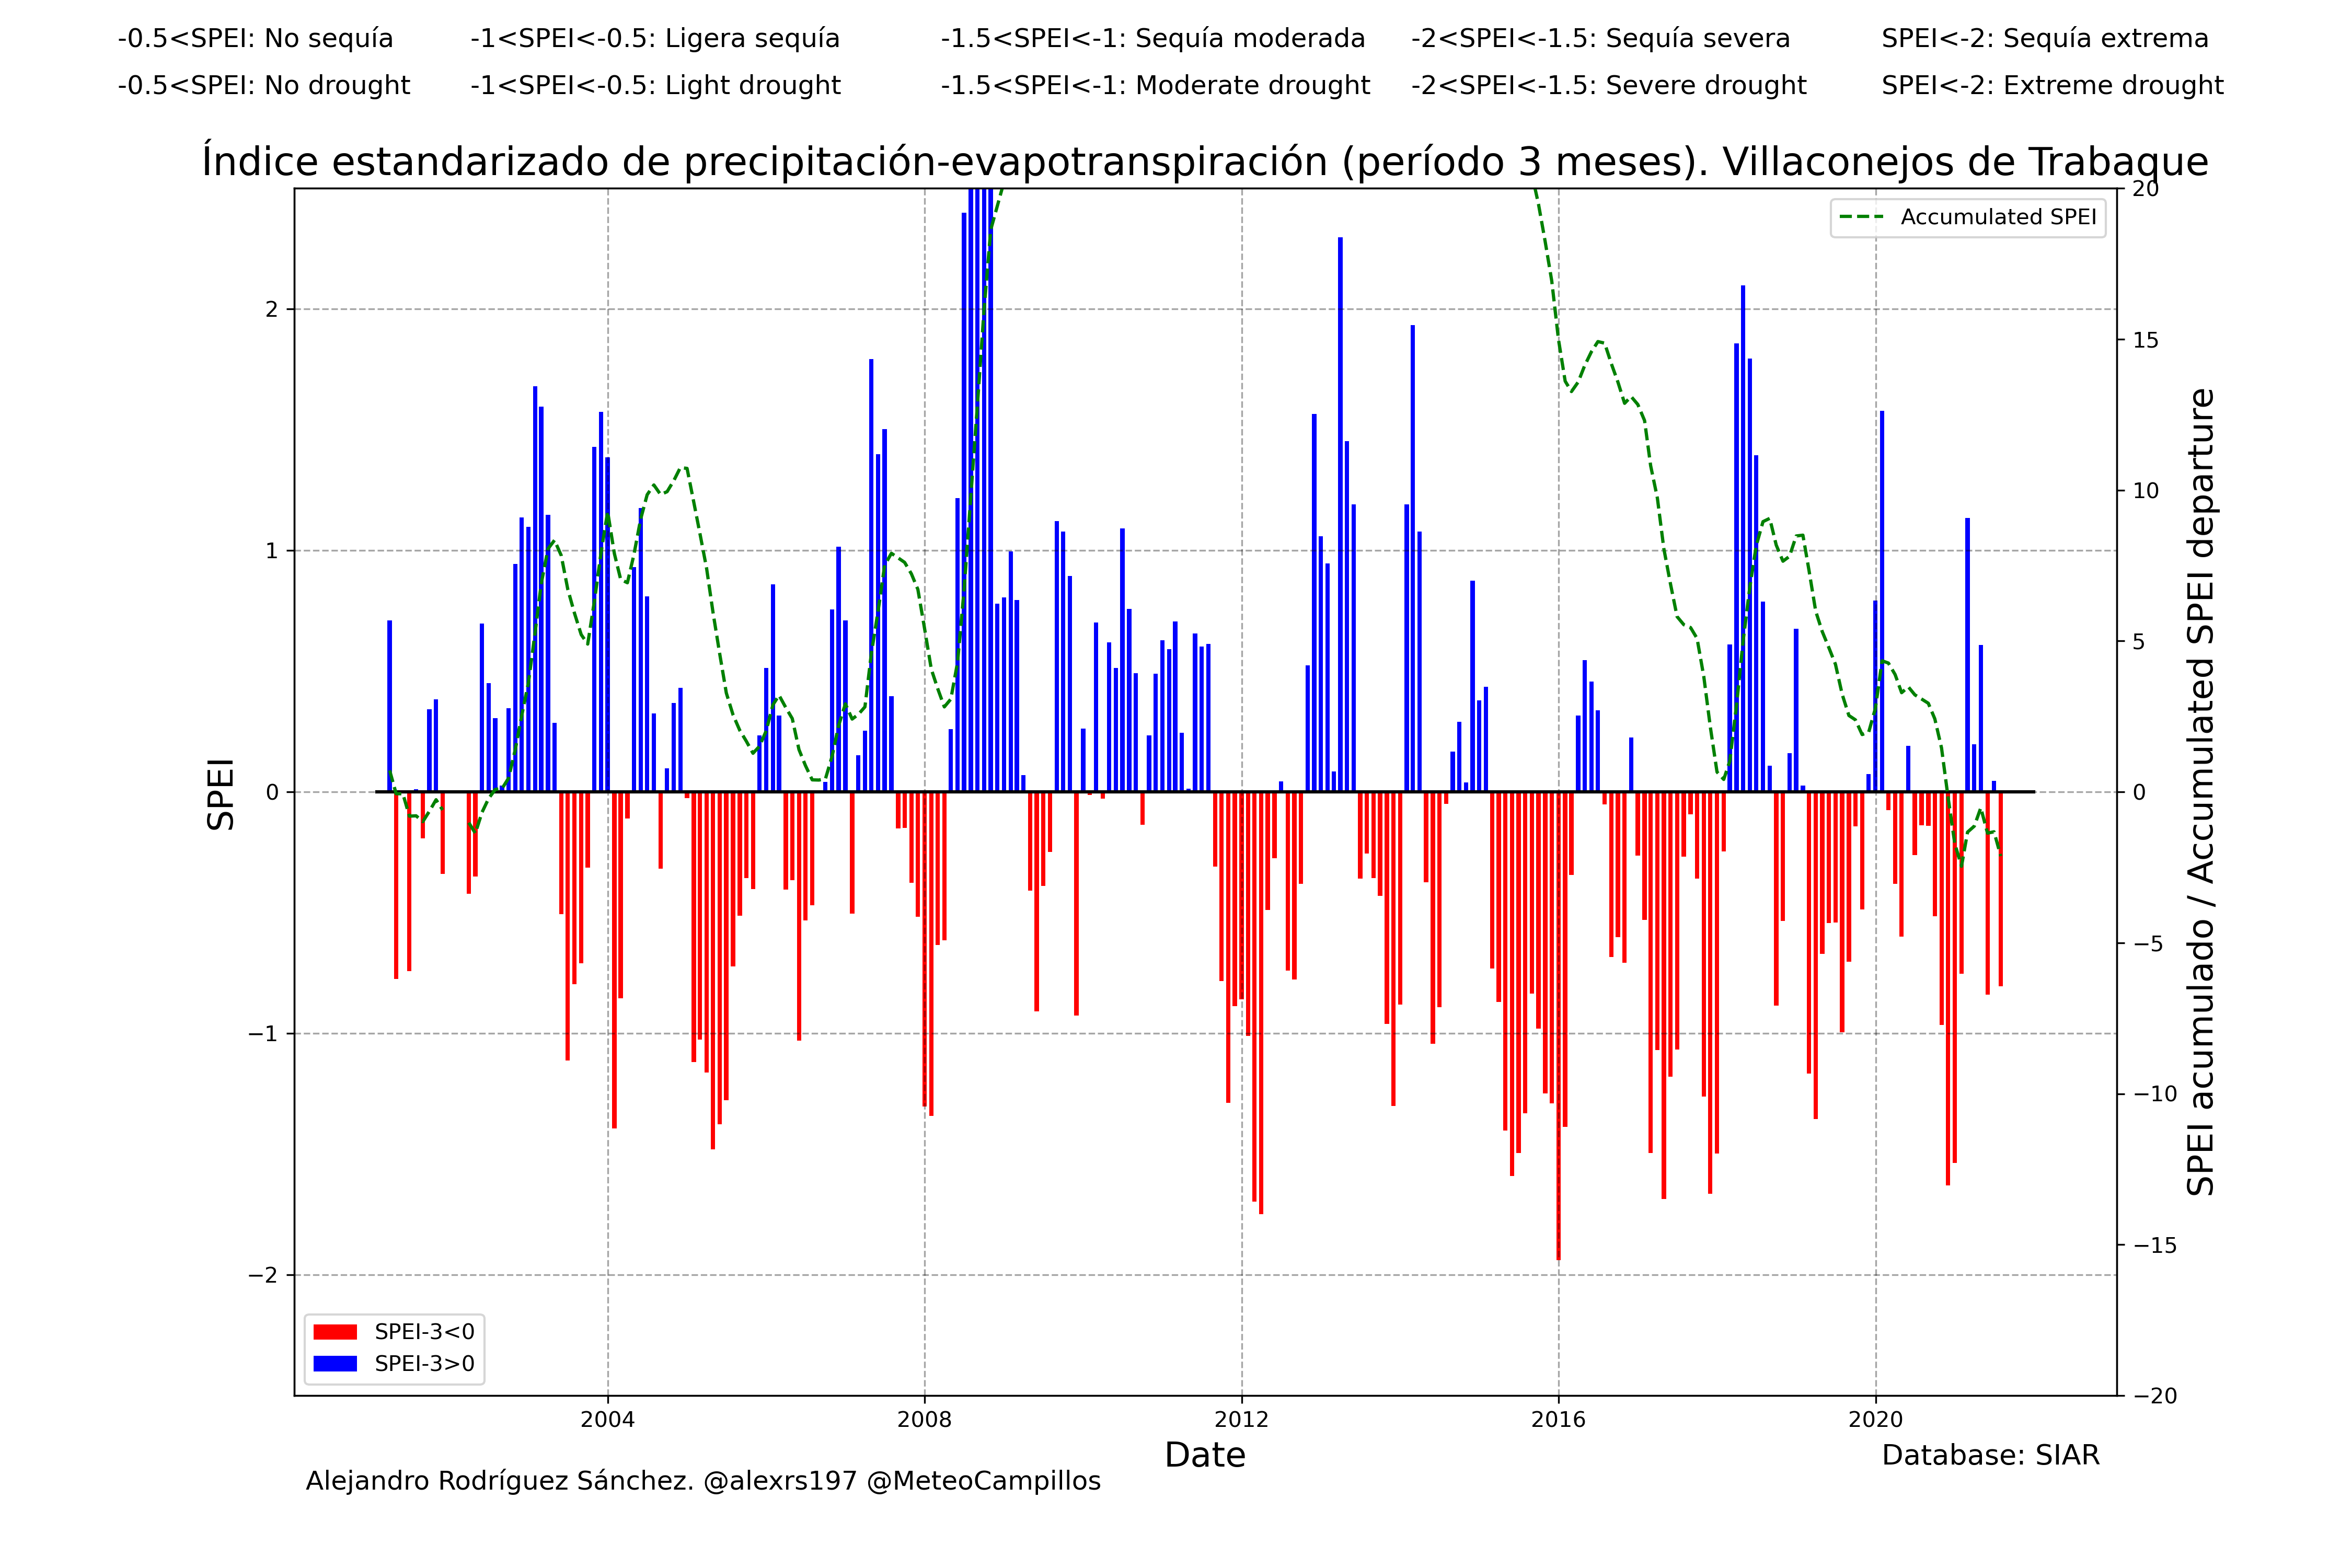 -0.5<SPEI: No sequía -1<SPEI<-0.5: Ligera sequía -1.5<SPEI<-1: Sequía moderada -2<SPEI<-1.5: Sequía severa SPEI<-2: Sequía extrema
-0.5<SPEI: No drought -1<SPEI<-0.5: Light drought -1.5<SPEI<-1: Moderate drought -2<SPEI<-1.5: Severe drought SPEI<-2: Extreme drought
Índice estandarizado de precipitación-evapotranspiración (período 3 meses). Villaconejos de Trabaque
Accumulated SPEI
SPEI
2
1
0
−1
−2
20
15
10
5
0
−5
−10
−15
−20
SPEI acumulado / Accumulated SPEI departure
SPEI-3<0
SPEI-3>0
2004 2008 2012 2016 2020
Date
Database: SIAR
Alejandro Rodríguez Sánchez. @alexrs197 @MeteoCampillos